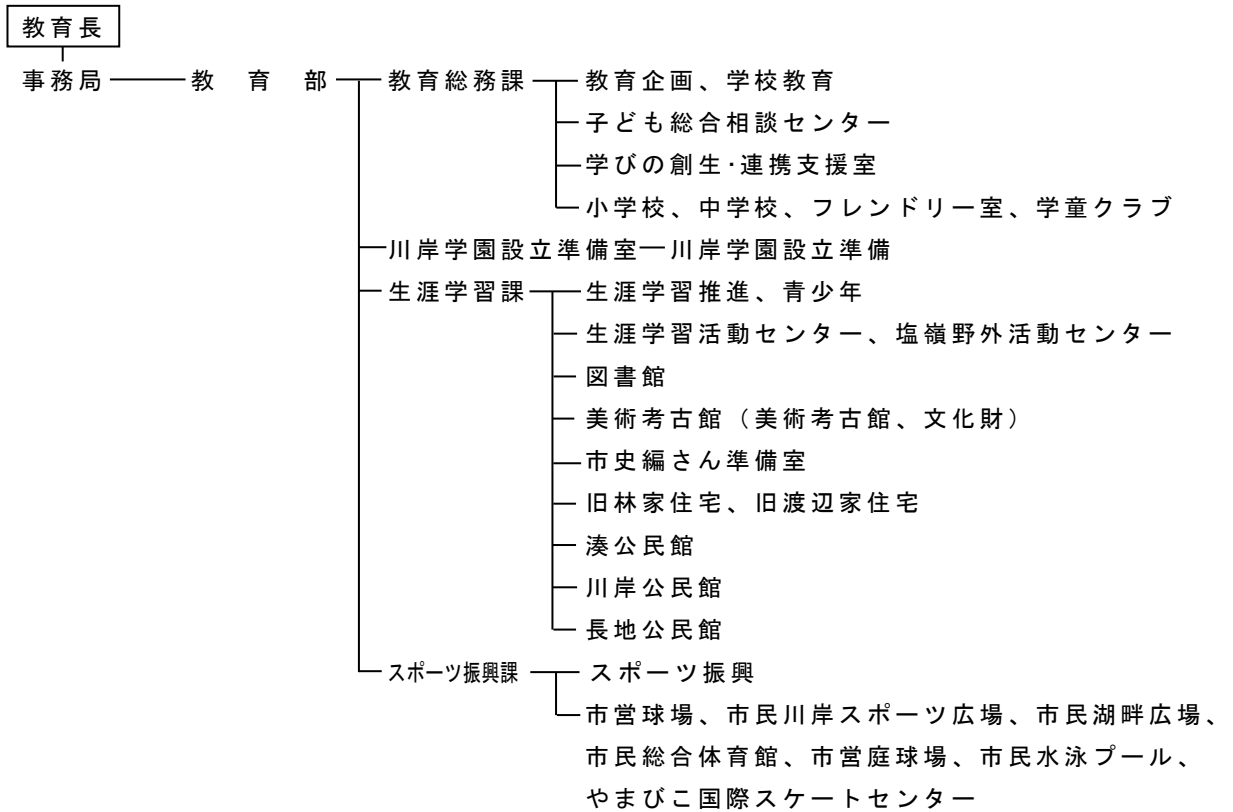 教育長
事務局 教育部 教育総務課 教育企画、学校教育
子ども総合相談センター
学びの創生・連携支援室
小学校、中学校、フレンドリー室、学童クラブ
川岸学園設立準備室 川岸学園設立準備
生涯学習課 生涯学習推進、青少年
生涯学習活動センター、塩嶺野外活動センター
図書館
美術考古館（美術考古館、文化財）
市史編さん準備室
旧林家住宅、旧渡辺家住宅
湊公民館
川岸公民館
長地公民館
スポーツ振興課 スポーツ振興
市営球場、市民川岸スポーツ広場、市民湖畔広場、
市民総合体育館、市営庭球場、市民水泳プール、
やまびこ国際スケートセンター